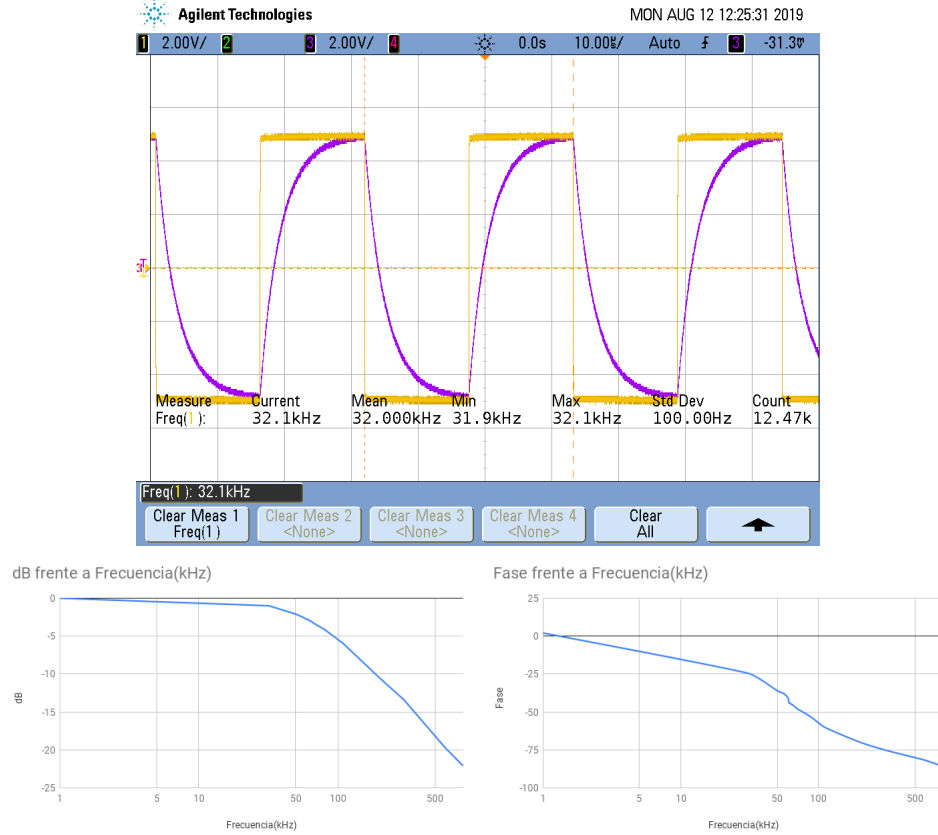 Agilent Technologies MON AUG 12 12:25:31 2019
1 2.00V/ 2 3 2.00V/ 4 0.0s 10.00µs/ Auto 3 -31.3mV
3
Measure Current Mean Min Max Std Dev Count
Freq(1): 32.1kHz 32.000kHz 31.9kHz 32.1kHz 100.00Hz 12.47k
Freq(1): 32.1kHz
Clear Meas 1 Clear Meas 2 Clear Meas 3 Clear Meas 4 Clear
Freq(1) <None> <None> <None> All
dB frente a Frecuencia(kHz)
0
-5
-10
-15
-20
-25
dB
1 5 10 50 100 500
Frecuencia(kHz)
Fase frente a Frecuencia(kHz)
25
0
-25
-50
-75
-100
Fase
1 5 10 50 100 500
Frecuencia(kHz)